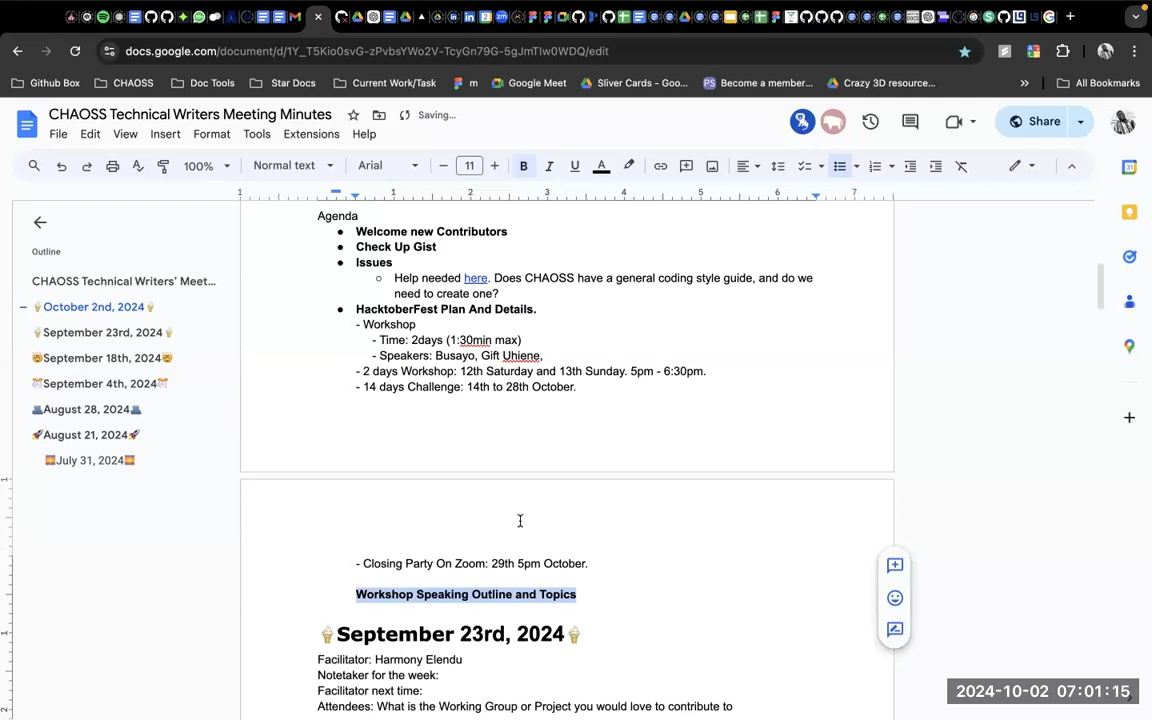 docs.google.com/document/d/1Y_T5Kio0svG-zPvbsYWo2V-TcyGn79G-5gJmTIw0WDQ/edit
Github Box
CHAOSS
Doc Tools
Star Docs
Current Work/Task
m
Google Meet
Sliver Cards - Goo...
Become a member...
Crazy 3D resource...
»
All Bookmarks
CHAOSS Technical Writers Meeting Minutes
Saving...
File Edit View Insert Format Tools Extensions Help
Share
100% Normal text Arial 11 B I U A
1 1 2 3 4 5 6 7
Outline
CHAOSS Technical Writers' Meet...
🍦October 2nd, 2024🍦
🍦September 23rd, 2024🍦
🤯September 18th, 2024🤯
🎊September 4th, 2024🎊
August 28, 2024
🚀August 21, 2024🚀
🌅July 31, 2024🌅
Agenda
● Welcome new Contributors
● Check Up Gist
● Issues
○ Help needed here. Does CHAOSS have a general coding style guide, and do we
need to create one?
● HacktoberFest Plan And Details.
- Workshop
- Time: 2days (1:30min max)
- Speakers: Busayo, Gift Uhiene,
- 2 days Workshop: 12th Saturday and 13th Sunday. 5pm - 6:30pm.
- 14 days Challenge: 14th to 28th October.
- Closing Party On Zoom: 29th 5pm October.
Workshop Speaking Outline and Topics
🍦September 23rd, 2024🍦
Facilitator: Harmony Elendu
Notetaker for the week:
Facilitator next time:
Attendees: What is the Working Group or Project you would love to contribute to
2024-10-02 07:01:15